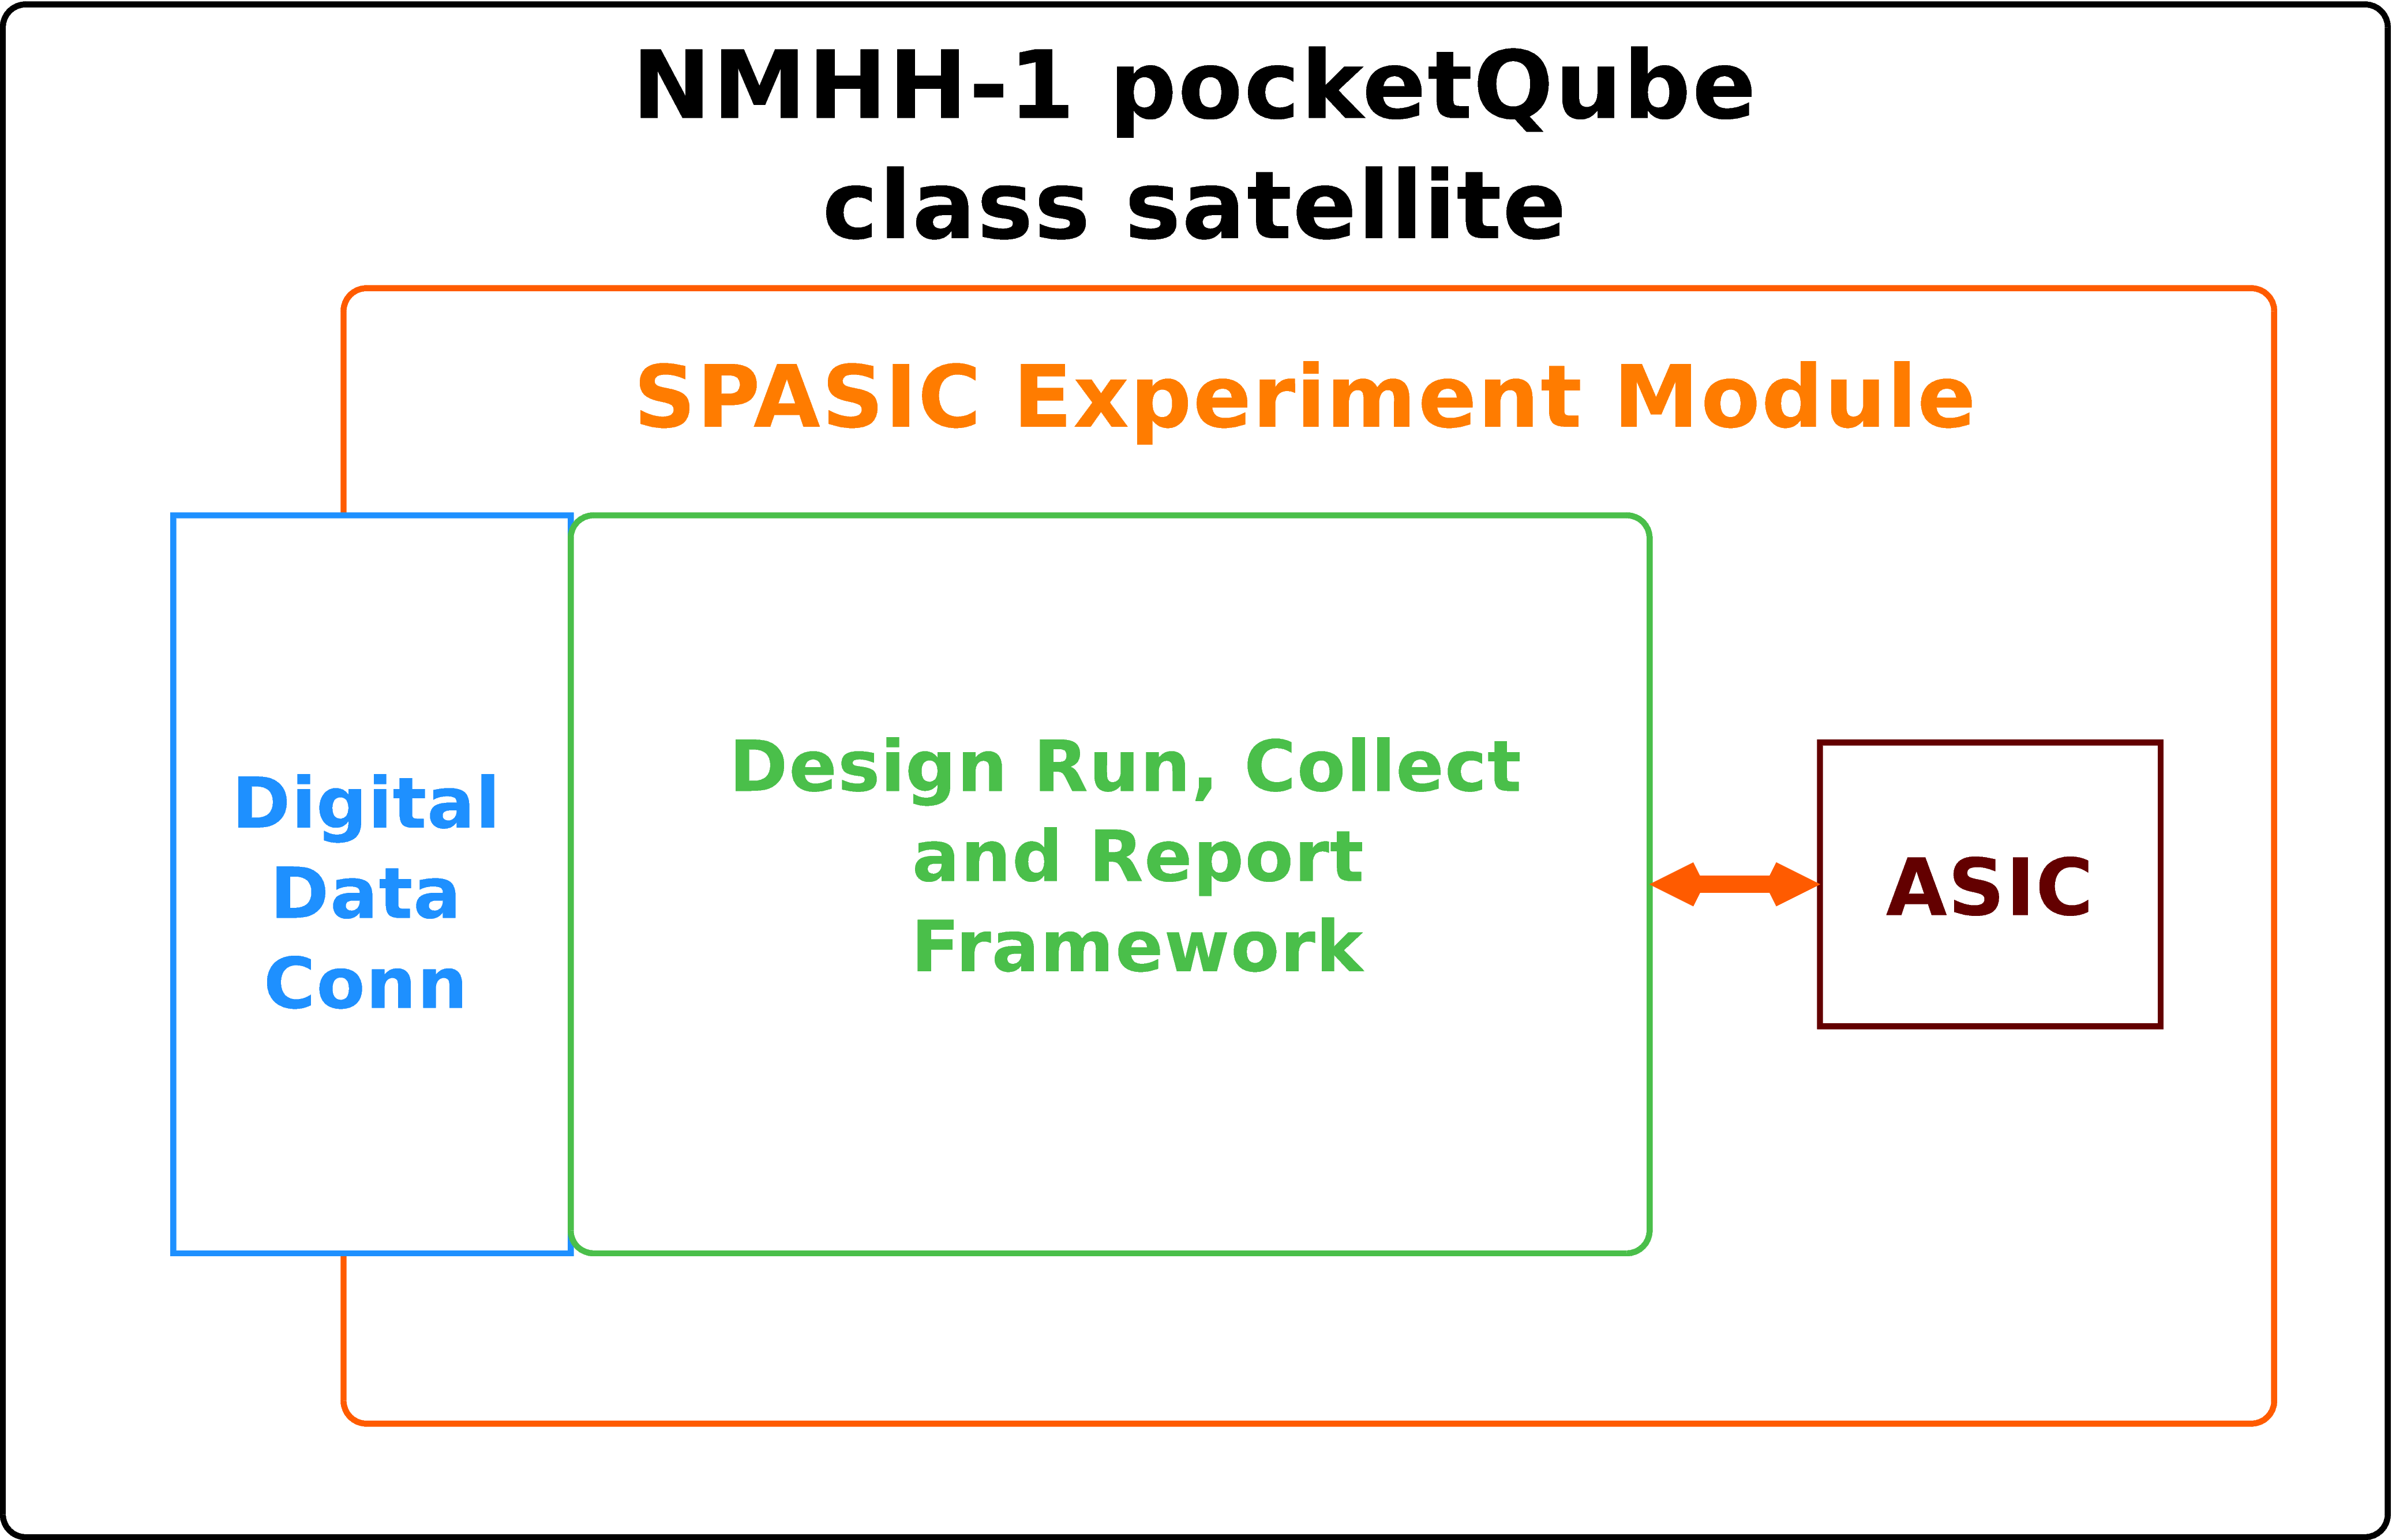 NMHH-1 pocketQube
class satellite
SPASIC Experiment Module
Digital
Data
Conn
Design Run, Collect
and Report
Framework
ASIC